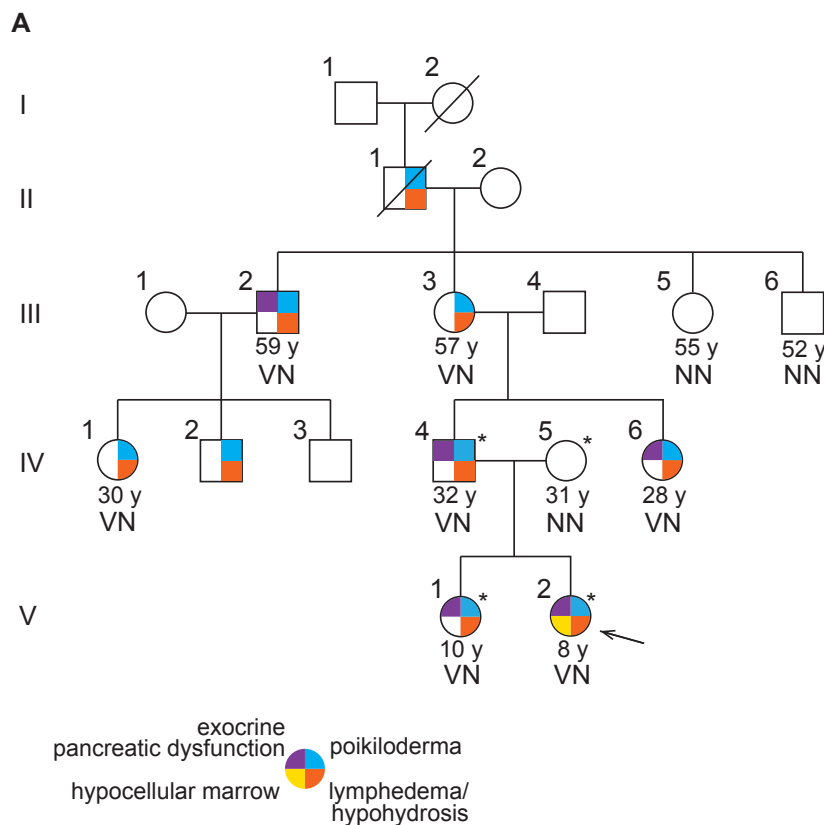 A
1 2
I
1 2
II
1 2 3 4 5 6
III
59 y 57 y 55 y 52 y
VN VN NN NN
1 2 3 4 * 5 * 6
IV
30 y 32 y 31 y 28 y
VN VN NN VN
1 * 2 *
V
10 y 8 y
VN VN
exocrine
pancreatic dysfunction poikiloderma
hypocellular marrow lymphedema/
hypohydrosis